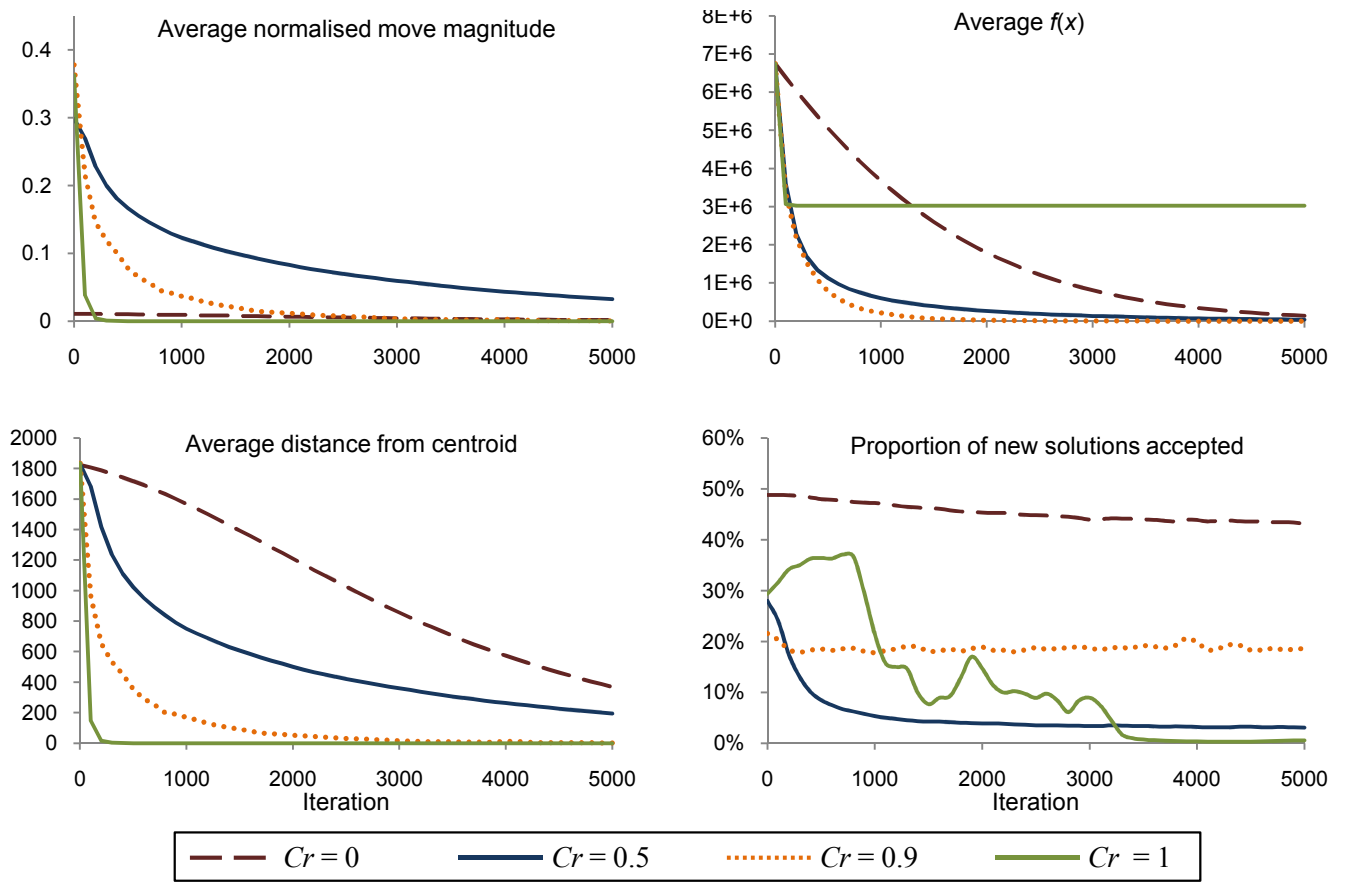 Average normalised move magnitude
0.4
0.3
0.2
0.1
0
0 1000 2000 3000 4000 5000
Average f(x)
8E+6
7E+6
6E+6
5E+6
4E+6
3E+6
2E+6
1E+6
0E+0
0 1000 2000 3000 4000 5000
Average distance from centroid
2000
1800
1600
1400
1200
1000
800
600
400
200
0
0 1000 2000 3000 4000 5000
Iteration
Proportion of new solutions accepted
60%
50%
40%
30%
20%
10%
0%
0 1000 2000 3000 4000 5000
Iteration
Cr = 0 Cr = 0.5 Cr = 0.9 Cr = 1